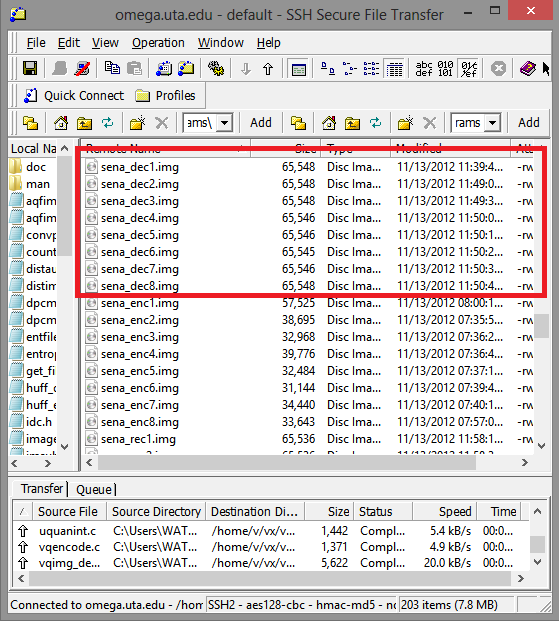 omega.uta.edu - default - SSH Secure File Transfer
File Edit View Operation Window Help
abc def 010 101
Quick Connect Profiles
ams\ Add rams Add
Local Na Remote Name Size Type Modified Att
doc sena_dec1.img 65,548 Disc Ima... 11/13/2012 11:39:4... -rw
man sena_dec2.img 65,548 Disc Ima... 11/13/2012 11:49:0... -rw
aqfim sena_dec3.img 65,548 Disc Ima... 11/13/2012 11:49:3... -rw
aqfim sena_dec4.img 65,546 Disc Ima... 11/13/2012 11:50:0... -rw
convp sena_dec5.img 65,546 Disc Ima... 11/13/2012 11:50:1... -rw
count sena_dec6.img 65,545 Disc Ima... 11/13/2012 11:50:2... -rw
distau sena_dec7.img 65,546 Disc Ima... 11/13/2012 11:50:3... -rw
distim sena_dec8.img 65,548 Disc Ima... 11/13/2012 11:50:4... -rw
dpcm sena_enc1.img 57,525 Disc Ima... 11/13/2012 08:00:1... -rw
dpcm sena_enc2.img 38,695 Disc Ima... 11/13/2012 07:35:5... -rw
entfile sena_enc3.img 32,968 Disc Ima... 11/13/2012 07:36:2... -rw
entrop sena_enc4.img 39,776 Disc Ima... 11/13/2012 07:36:4... -rw
get_fi sena_enc5.img 32,484 Disc Ima... 11/13/2012 07:37:1... -rw
huff_d sena_enc6.img 31,144 Disc Ima... 11/13/2012 07:39:4... -rw
huff_e sena_enc7.img 34,440 Disc Ima... 11/13/2012 07:40:1... -rw
idc.h sena_enc8.img 33,643 Disc Ima... 11/13/2012 07:57:0... -rw
image sena_rec1.img 65,536 Disc Ima... 11/13/2012 11:58:1... -rw
Transfer Queue
/ Source File Source Directory Destination Di... Size Status Speed Time
uquanint.c C:\Users\WAT... /home/v/vx/v... 1,442 Compl... 5.4 kB/s 00:0...
vqencode.c C:\Users\WAT... /home/v/vx/v... 1,371 Compl... 4.9 kB/s 00:0...
vqimg_de... C:\Users\WAT... /home/v/vx/v... 5,622 Compl... 20.0 kB/s 00:0...
Connected to omega.uta.edu - /hom SSH2 - aes128-cbc - hmac-md5 - no 203 items (7.8 MB)